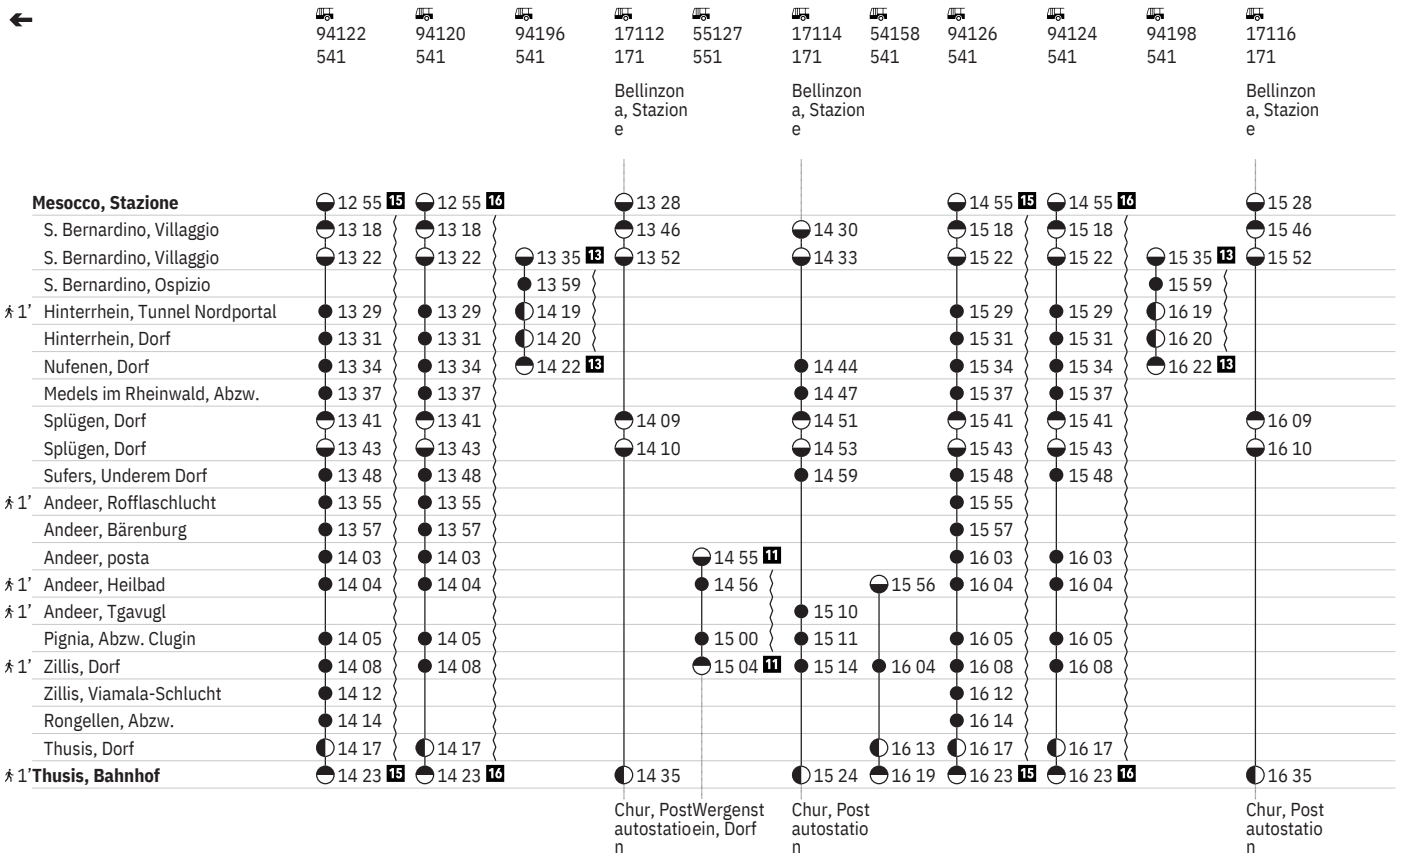 94122 94120 94196 17112 55127 17114 54158 94126 94124 94198 17116
541 541 541 171 551 171 541 541 541 541 171
Bellinzon Bellinzon Bellinzon
a, Stazion a, Stazion a, Stazion
e e e
Mesocco, Stazione 12 55 15 12 55 16 13 28 14 55 15 14 55 16 15 28
S. Bernardino, Villaggio 13 18 13 18 13 46 14 30 15 18 15 18 15 46
S. Bernardino, Villaggio 13 22 13 22 13 35 13 13 52 14 33 15 22 15 22 15 35 13 15 52
S. Bernardino, Ospizio 13 59 15 59
1’ Hinterrhein, Tunnel Nordportal 13 29 13 29 14 19 15 29 15 29 16 19
Hinterrhein, Dorf 13 31 13 31 14 20 15 31 15 31 16 20
Nufenen, Dorf 13 34 13 34 14 22 13 14 44 15 34 15 34 16 22 13
Medels im Rheinwald, Abzw. 13 37 13 37 14 47 15 37 15 37
Splügen, Dorf 13 41 13 41 14 09 14 51 15 41 15 41 16 09
Splügen, Dorf 13 43 13 43 14 10 14 53 15 43 15 43 16 10
Sufers, Underem Dorf 13 48 13 48 14 59 15 48 15 48
1’ Andeer, Rofflaschlucht 13 55 13 55 15 55
Andeer, Bärenburg 13 57 13 57 15 57
Andeer, posta 14 03 14 03 14 55 11 16 03 16 03
1’ Andeer, Heilbad 14 04 14 04 14 56 15 56 16 04 16 04
1’ Andeer, Tgavugl 15 10
Pignia, Abzw. Clugin 14 05 14 05 15 00 15 11 16 05 16 05
1’ Zillis, Dorf 14 08 14 08 15 04 11 15 14 16 04 16 08 16 08
Zillis, Viamala-Schlucht 14 12 16 12
Rongellen, Abzw. 14 14 16 14
Thusis, Dorf 14 17 14 17 16 13 16 17 16 17
1’ Thusis, Bahnhof 14 23 15 14 23 16 14 35 15 24 16 19 16 23 15 16 23 16 16 35
Chur, Post Wergenst Chur, Post Chur, Post
autostatio ein, Dorf autostatio autostatio
n n n